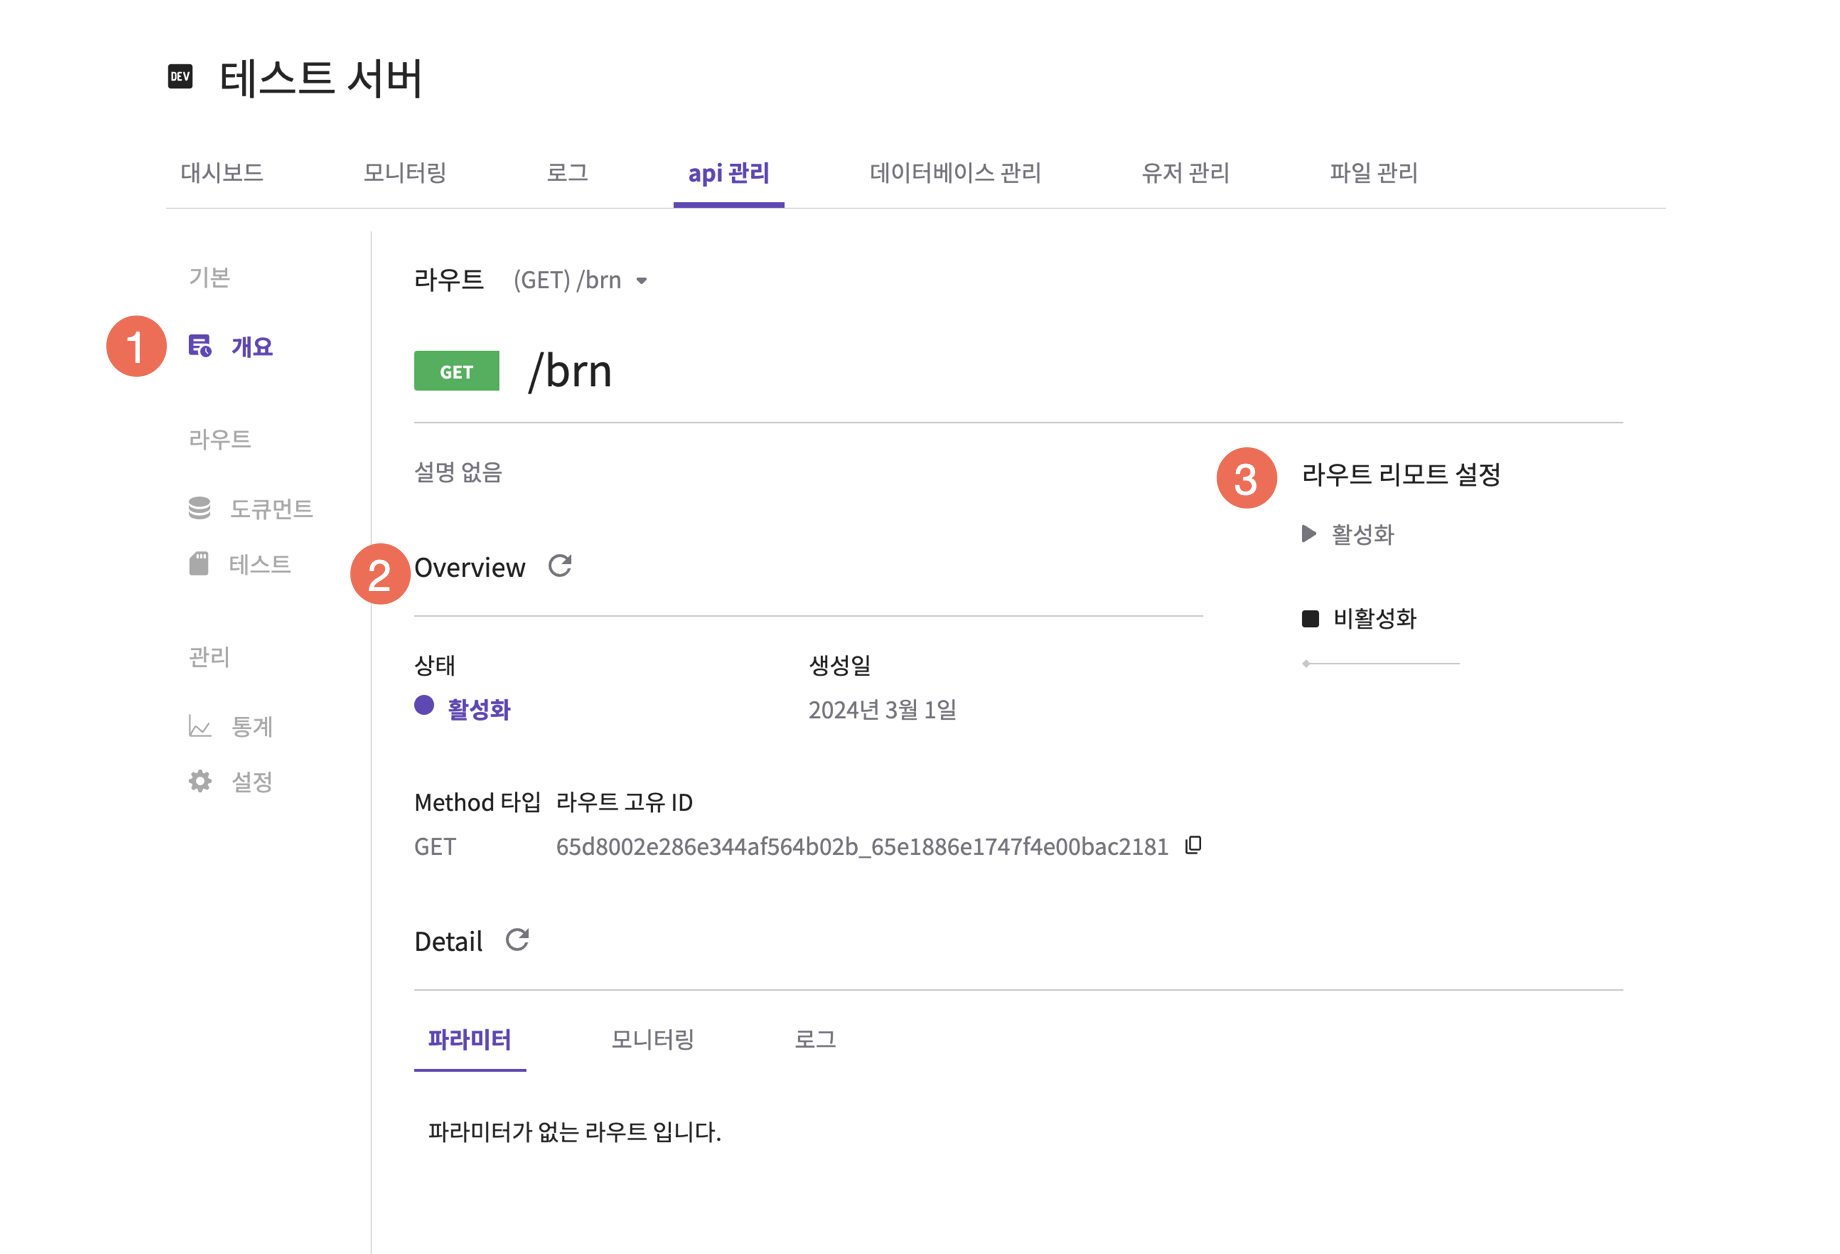 DEV 테스트 서버
대시보드 모니터링 로그 api 관리 데이터베이스 관리 유저 관리 파일 관리
기본
1 개요
라우트
도큐먼트
테스트
관리
통계
설정
라우트 (GET) /brn
GET /brn
설명 없음
2 Overview
상태 생성일
활성화 2024년 3월 1일
Method 타입 라우트 고유 ID
GET 65d8002e286e344af564b02b_65e1886e1747f4e00bac2181
3 라우트 리모트 설정
활성화
비활성화
Detail
파라미터 모니터링 로그
파라미터가 없는 라우트 입니다.